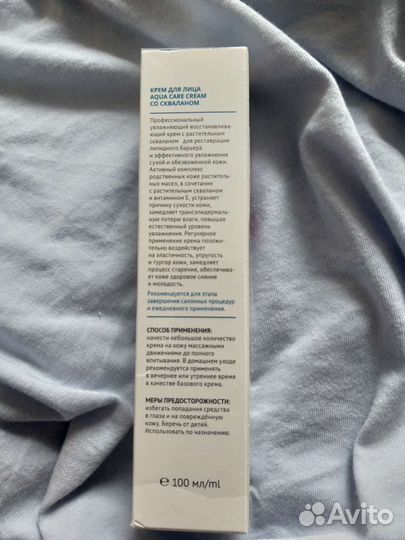 КРЕМ ДЛЯ ЛИЦА
AQUA CARE CREAM
СО СКВАЛАНОМ
Профессиональный
увлажняющий восстанавлива-
ющий крем с растительным
скваланом для реставрации
липидного барьера
и эффективного увлажнения
сухой и обезвоженной кожи.
Активный комплекс
родственных коже раститель-
ных масел, в сочетании
с растительным скваланом
и витамином Е, устраняет
причину сухости кожи,
замедляет трансэпидермаль-
ную потерю влаги, повышая
естественный уровень
увлажнения. Регулярное
применение крема положи-
тельно воздействует
на эластичность, упругость
и тургор кожи, замедляет
процесс старения, обеспечива-
ет коже здоровое сияние
и молодость.
Рекомендуется для этапа
завершения салонных процедур
и ежедневного применения.
СПОСОБ ПРИМЕНЕНИЯ:
нанести небольшое количество
крема на кожу массажными
движениями до полного
впитывания. В домашнем уходе
рекомендуется применять
в вечернее или утреннее время
в качестве базового крема.
МЕРЫ ПРЕДОСТОРОЖНОСТИ:
избегать попадания средства
в глаза и на повреждённую
кожу. Беречь от детей.
Использовать по назначению.
℮ 100 мл/ml
Avito